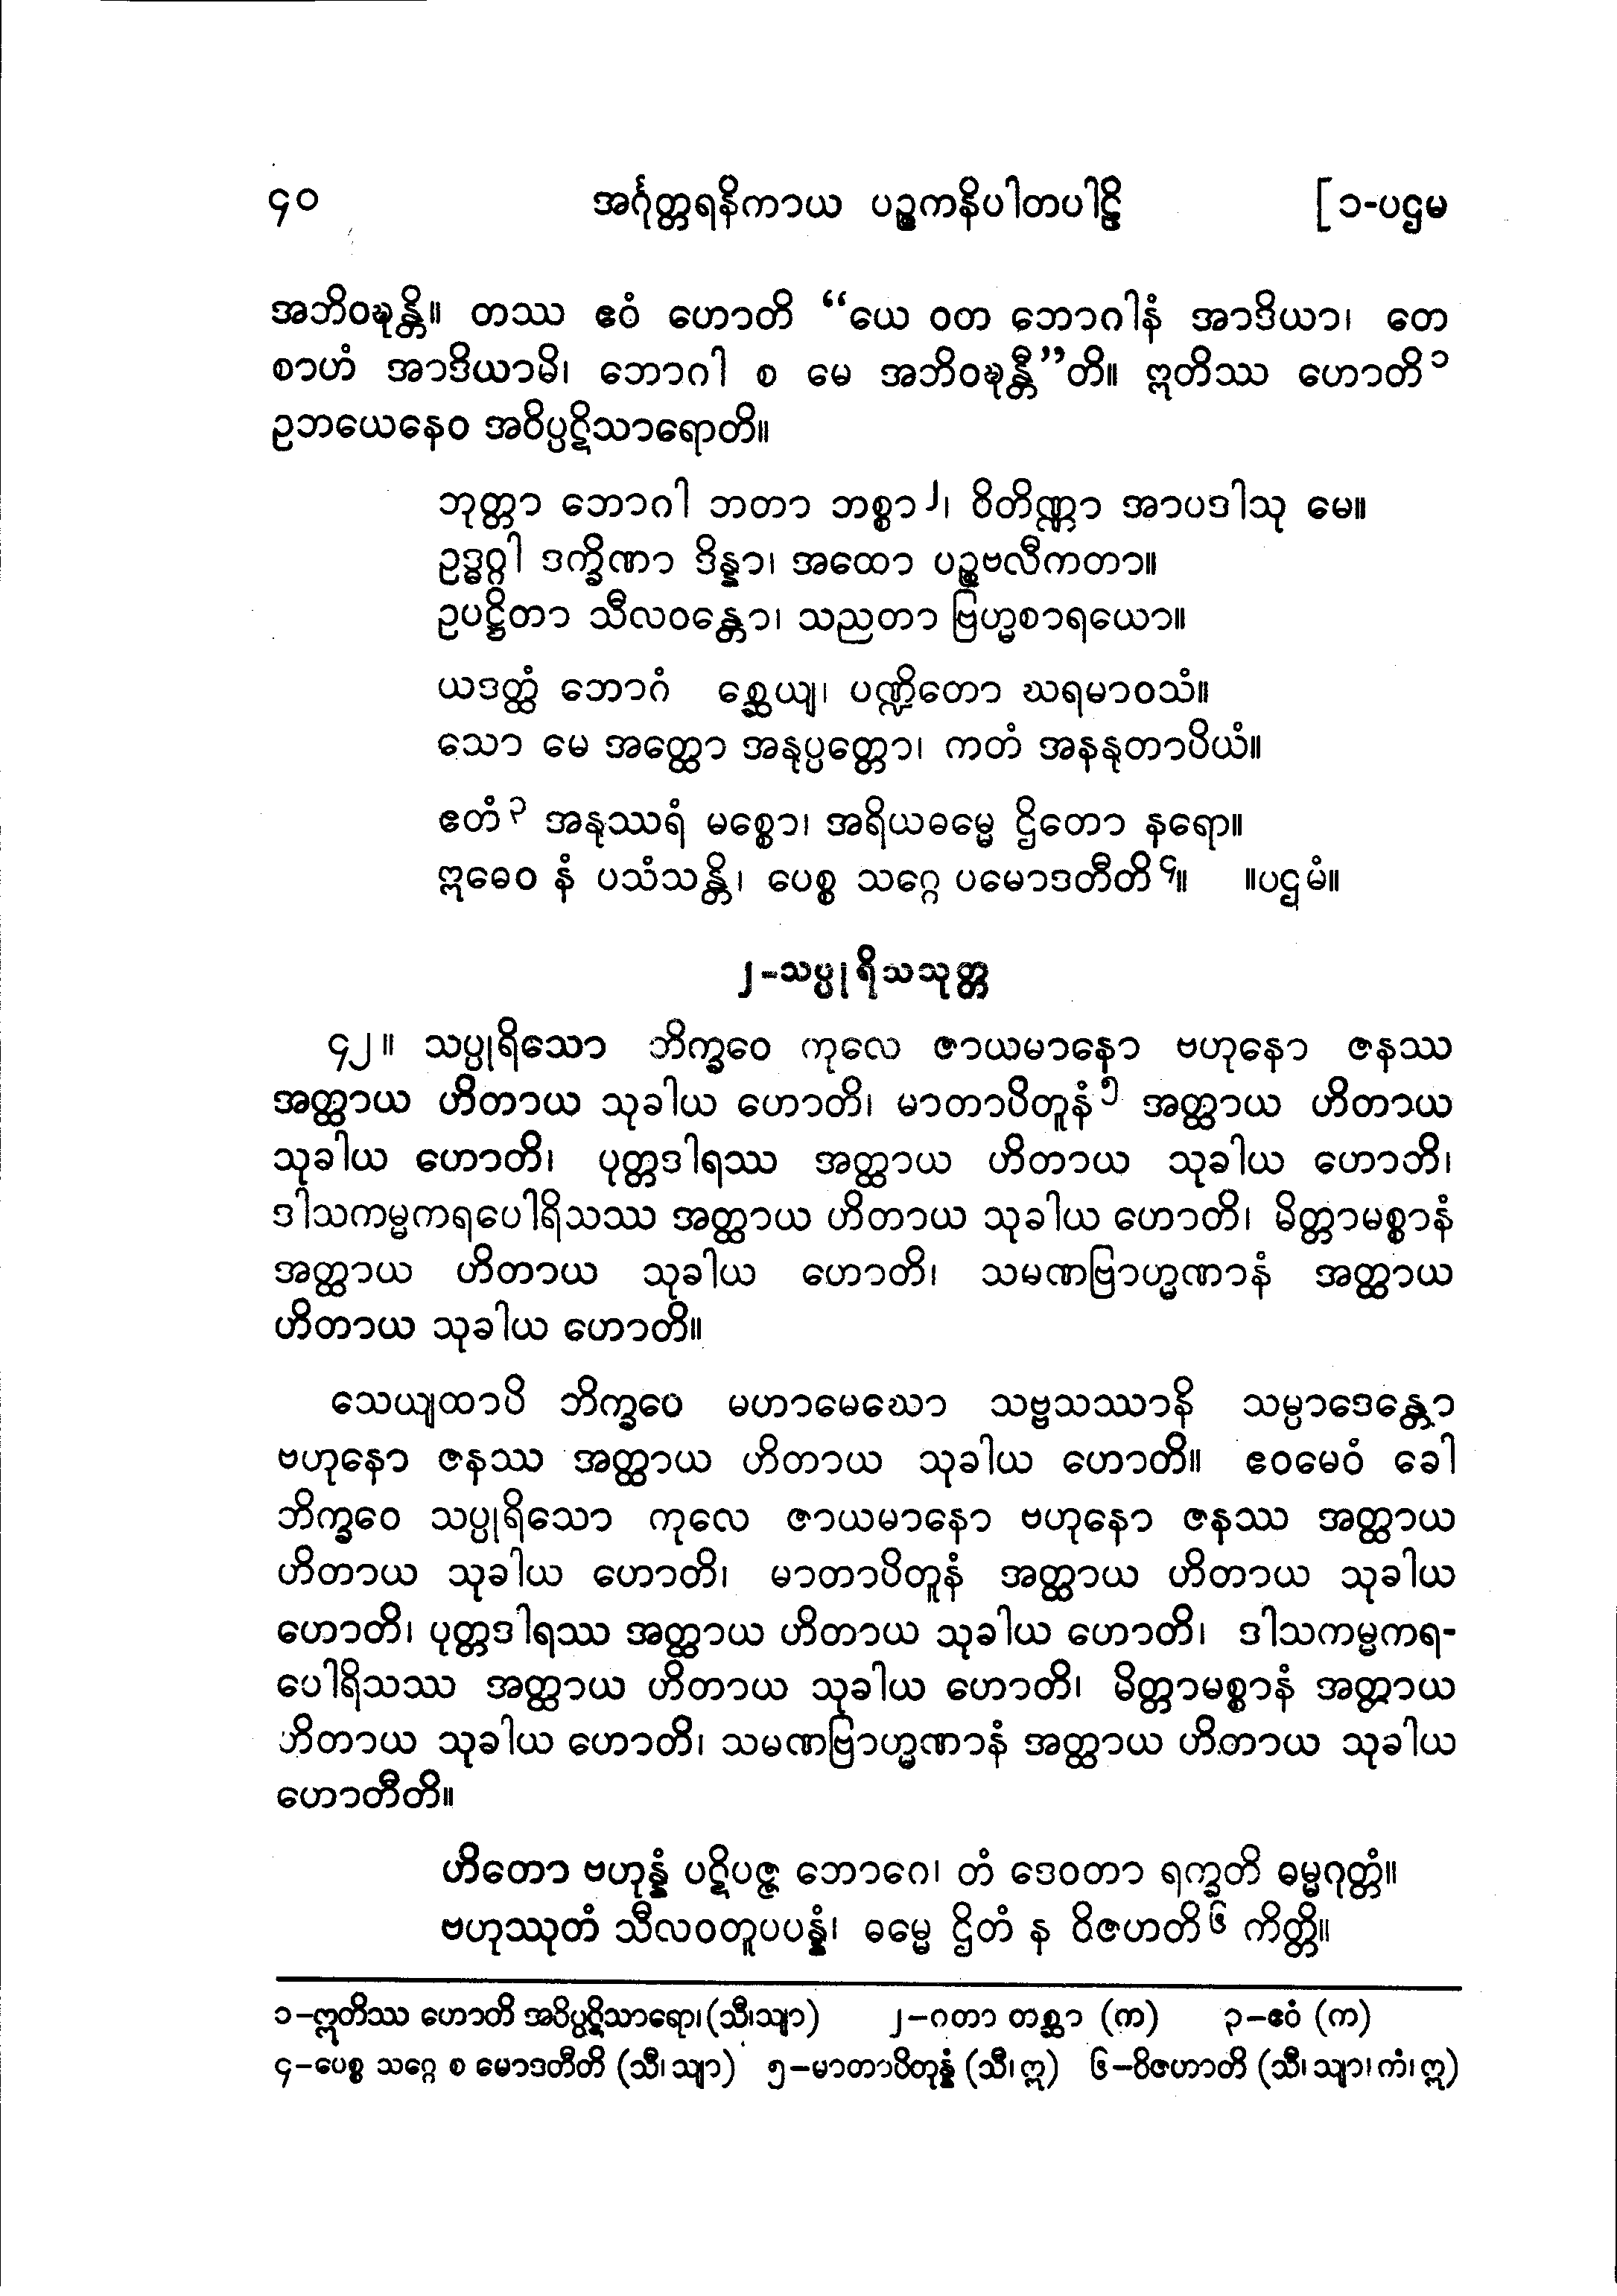 ၄၀ အင်္ဂုတ္တရနိကာယ ပဉ္စကနိပါတပါဠိ [ ၁-ပဌမ
အဘိဝဍ္ဎန္တိ။ တဿ ဧဝံ ဟောတိ “ယေ ဝတ ဘောဂါနံ အာဒိယာ၊ တေ
စာဟံ အာဒိယာမိ၊ ဘောဂါ စ မေ အဘိဝဍ္ဎန္တီ”တိ။ ဣတိဿ ဟောတိ ၁
ဥဘယေနေဝ အဝိပ္ပဋိသာရောတိ။
ဘုတ္တာ ဘောဂါ ဘတာ ဘစ္စာ ၂၊ ဝိတိဏ္ဏာ အာပဒါသု မေ။
ဥဒ္ဓဂ္ဂါ ဒက္ခိဏာ ဒိန္နာ၊ အထော ပဉ္စဗလီကတာ။
ဥပဋ္ဌိတာ သီလဝန္တော၊ သညတာ ဗြဟ္မစာရယော။
ယဒတ္ထံ ဘောဂံ စ္ဆေယျ၊ ပဏ္ဍိတော ဃရမာဝသံ။
သော မေ အတ္ထော အနုပ္ပတ္တော၊ ကတံ အနနုတာပိယံ။
ဧတံ ၃ အနုဿရံ မစ္စော၊ အရိယဓမ္မေ ဌိတော နရော။
ဣဓေဝ နံ ပသံသန္တိ၊ ပေစ္စ သဂ္ဂေ ပမောဒတီတိ ၄။ ။ပဌမံ။
၂-သပ္ပုရိသသုတ္တ
၄၂။ သပ္ပုရိသော ဘိက္ခဝေ ကုလေ ဇာယမာနော ဗဟုနော ဇနဿ
အတ္ထာယ ဟိတာယ သုခါယ ဟောတိ၊ မာတာပိတူနံ ၅ အတ္ထာယ ဟိတာယ
သုခါယ ဟောတိ၊ ပုတ္တဒါရဿ အတ္ထာယ ဟိတာယ သုခါယ ဟောတိ၊
ဒါသကမ္မကရပေါရိသဿ အတ္ထာယ ဟိတာယ သုခါယ ဟောတိ၊ မိတ္တာမစ္စာနံ
အတ္ထာယ ဟိတာယ သုခါယ ဟောတိ၊ သမဏဗြာဟ္မဏာနံ အတ္ထာယ
ဟိတာယ သုခါယ ဟောတိ။
သေယျထာပိ ဘိက္ခဝေ မဟာမေဃော သဗ္ဗသဿာနိ သမ္ပာဒေန္တော
ဗဟုနော ဇနဿ အတ္ထာယ ဟိတာယ သုခါယ ဟောတိ။ ဧဝမေဝံ ခေါ
ဘိက္ခဝေ သပ္ပုရိသော ကုလေ ဇာယမာနော ဗဟုနော ဇနဿ အတ္ထာယ
ဟိတာယ သုခါယ ဟောတိ၊ မာတာပိတူနံ အတ္ထာယ ဟိတာယ သုခါယ
ဟောတိ၊ ပုတ္တဒါရဿ အတ္ထာယ ဟိတာယ သုခါယ ဟောတိ၊ ဒါသကမ္မကရ-
ပေါရိသဿ အတ္ထာယ ဟိတာယ သုခါယ ဟောတိ၊ မိတ္တာမစ္စာနံ အတ္ထာယ
ဟိတာယ သုခါယ ဟောတိ၊ သမဏဗြာဟ္မဏာနံ အတ္ထာယ ဟိတာယ သုခါယ
ဟောတီတိ။
ဟိတော ဗဟုန္နံ ပဋိပဇ္ဇ ဘောဂေ၊ တံ ဒေဝတာ ရက္ခတိ ဓမ္မဂုတ္တံ။
ဗဟုဿုတံ သီလဝတူပပန္နံ၊ ဓမ္မေ ဌိတံ န ဝိဇဟတိ ၆ ကိတ္တိ။
၁-ဣတိဿ ဟောတိ အဝိပ္ပဋိသာရော၊ (သီ၊သျာ) ၂-ဂတာ တစ္ဆာ (က) ၃-ဧဝံ (က)
၄-ပေစ္စ သဂ္ဂေ စ မောဒတီတိ (သီ၊သျာ) ၅-မာတာပိတုန္နံ (သီ၊ဣ) ၆-ဝိဇဟာတိ (သီ၊သျာ၊ကံ၊ဣ)